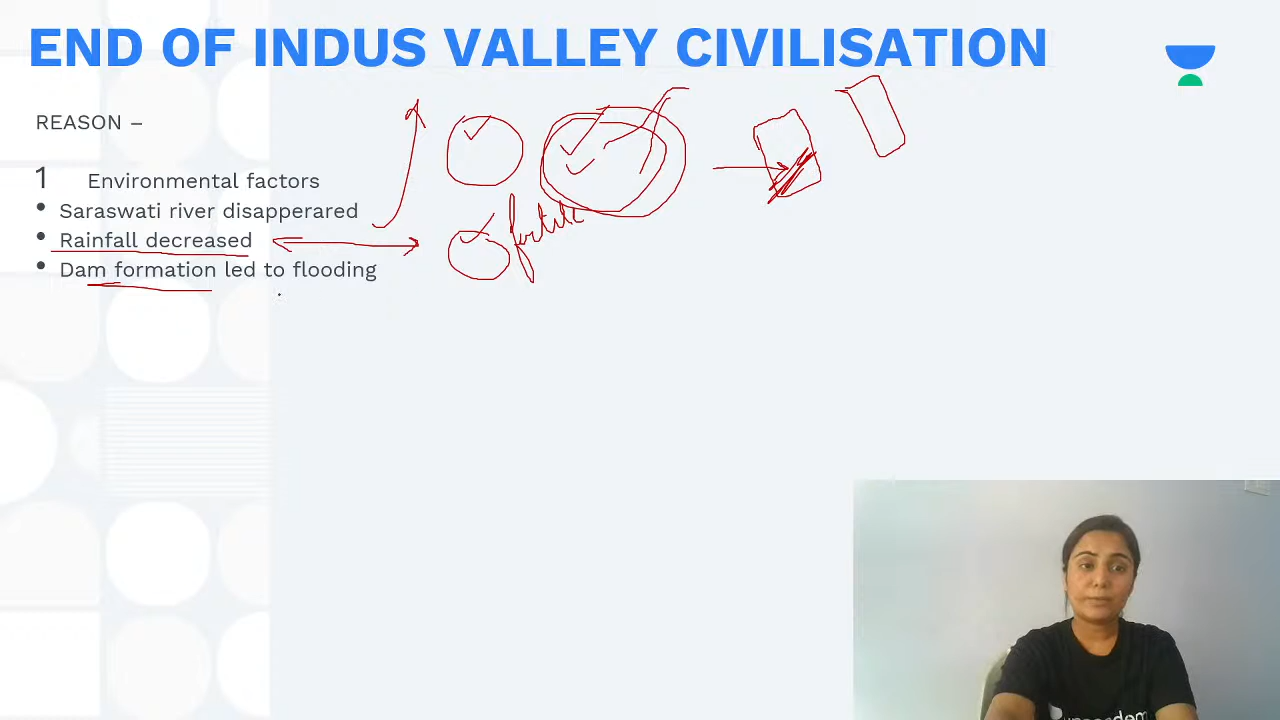 END OF INDUS VALLEY CIVILISATION
REASON –
1 Environmental factors
• Saraswati river disapperared
• Rainfall decreased
• Dam formation led to flooding
fertile